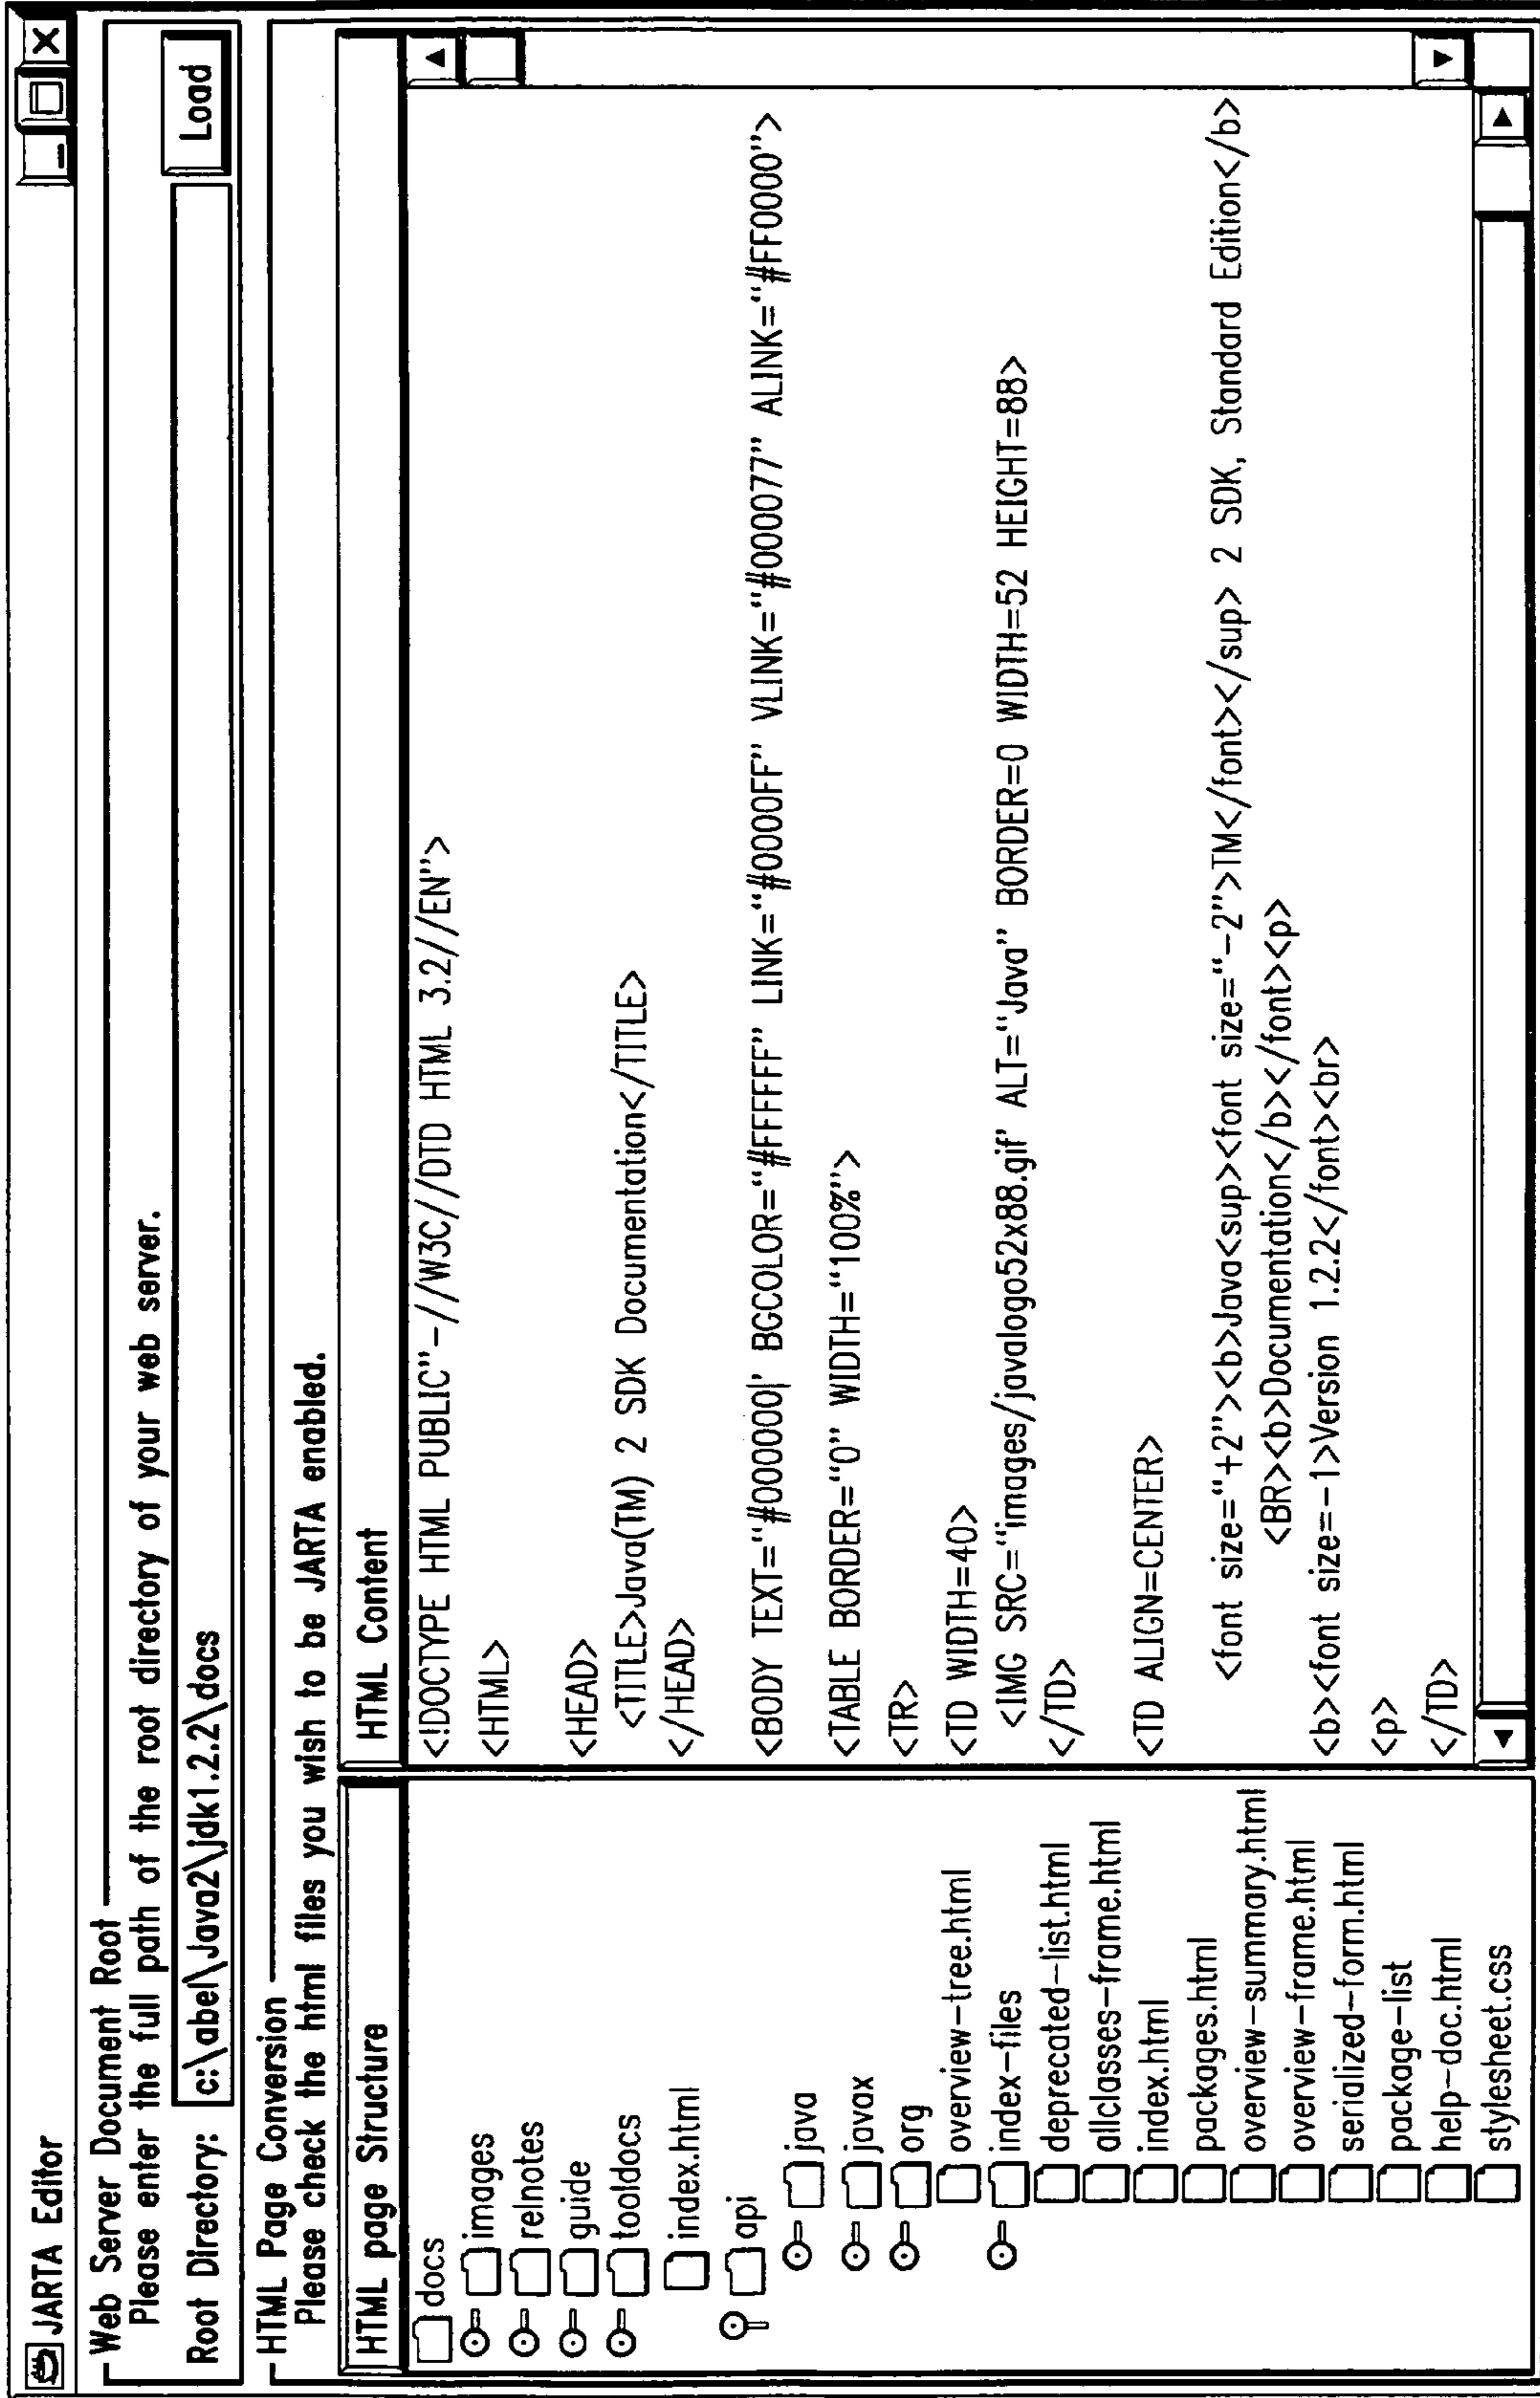 JARTA Editor
Web Server Document Root
Please enter the full path of the root directory of your web server.
Root Directory: c:\abel\Java2\jdk1.2.2\docs
Load
HTML Page Conversion
Please check the html files you wish to be JARTA enabled.
HTML page Structure
docs
images
relnotes
guide
tooldocs
index.html
api
java
javax
org
overview-tree.html
index-files
deprecated-list.html
allclasses-frame.html
index.html
packages.html
overview-summary.html
overview-frame.html
serialized-form.html
package-list
help-doc.html
stylesheet.css
HTML Content
<!DOCTYPE HTML PUBLIC"-//W3C//DTD HTML 3.2//EN">
<HTML>
<HEAD>
<TITLE>Java(TM) 2 SDK Documentation</TITLE>
</HEAD>
<BODY TEXT="#000000|' BGCOLOR="#FFFFFF" LINK="#0000FF" VLINK="#000077" ALINK="#FF0000">
<TABLE BORDER="0" WIDTH="100%">
<TR>
<TD WIDTH=40>
<IMG SRC="images/javalogo52x88.gif' ALT="Java" BORDER=0 WIDTH=52 HEIGHT=88>
</TD>
<TD ALIGN=CENTER>
<font size="+2"><b>Java<sup><font size="-2">TM</font></sup> 2 SDK, Standard Edition</b>
<BR><b>Documentation</b></font><p>
<b><font size=-1>Version 1.2.2</font><br>
<p>
</TD>